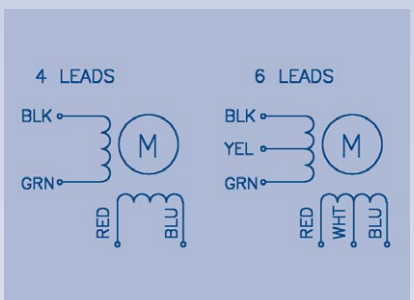 4 LEADS
BLK
GRN
M
RED
BLU
6 LEADS
BLK
YEL
GRN
M
RED
WHT
BLU